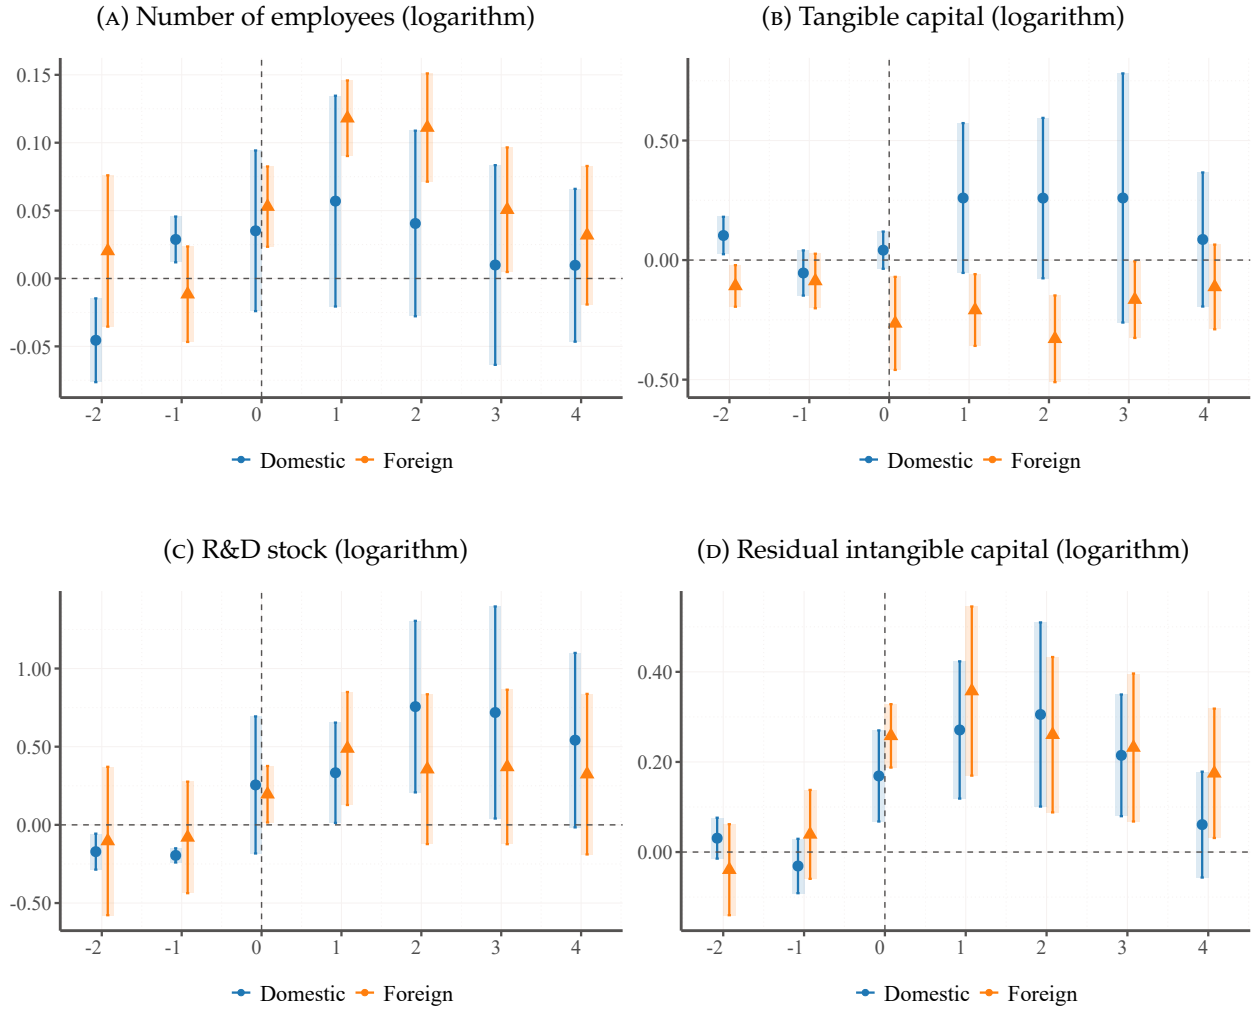 (A) Number of employees (logarithm)
0.15
0.10
0.05
0.00
-0.05
-2 -1 0 1 2 3 4
Domestic Foreign
(B) Tangible capital (logarithm)
0.50
0.00
-0.50
-2 -1 0 1 2 3 4
Domestic Foreign
(C) R&D stock (logarithm)
1.00
0.50
0.00
-0.50
-2 -1 0 1 2 3 4
Domestic Foreign
(D) Residual intangible capital (logarithm)
0.40
0.20
0.00
-2 -1 0 1 2 3 4
Domestic Foreign